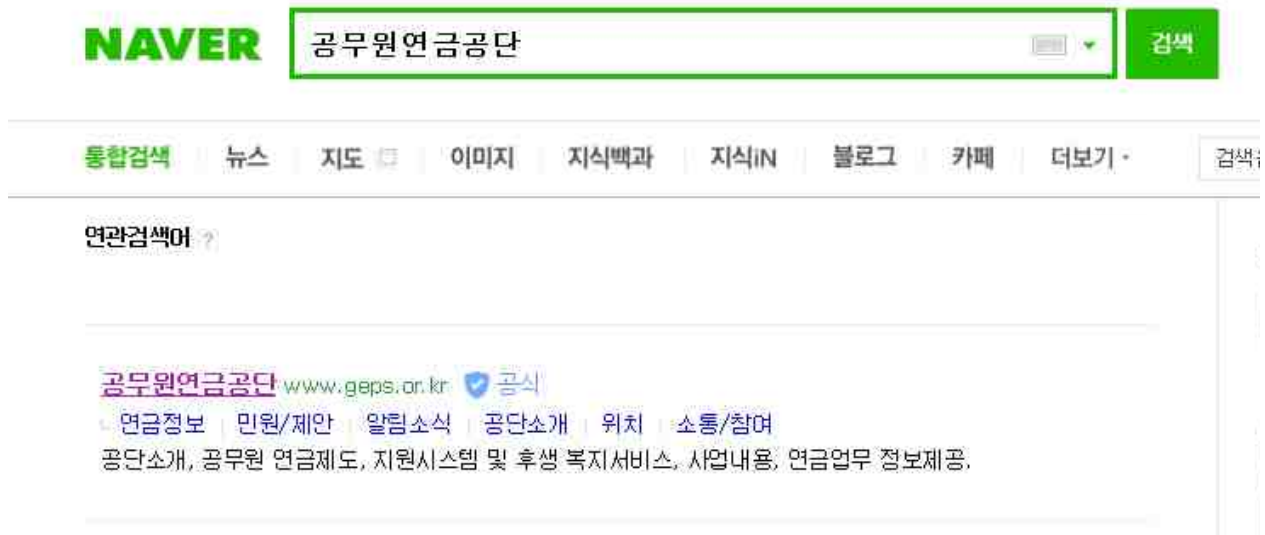 NAVER 공무원연금공단 검색
통합검색 뉴스 지도 이미지 지식백과 지식iN 블로그 카페 더보기
연관검색어 ?
공무원연금공단 www.geps.or.kr 공식
연금정보 민원/제안 알림소식 공단소개 위치 소통/참여
공단소개, 공무원 연금제도, 지원시스템 및 후생 복지서비스, 사업내용, 연금업무 정보제공.